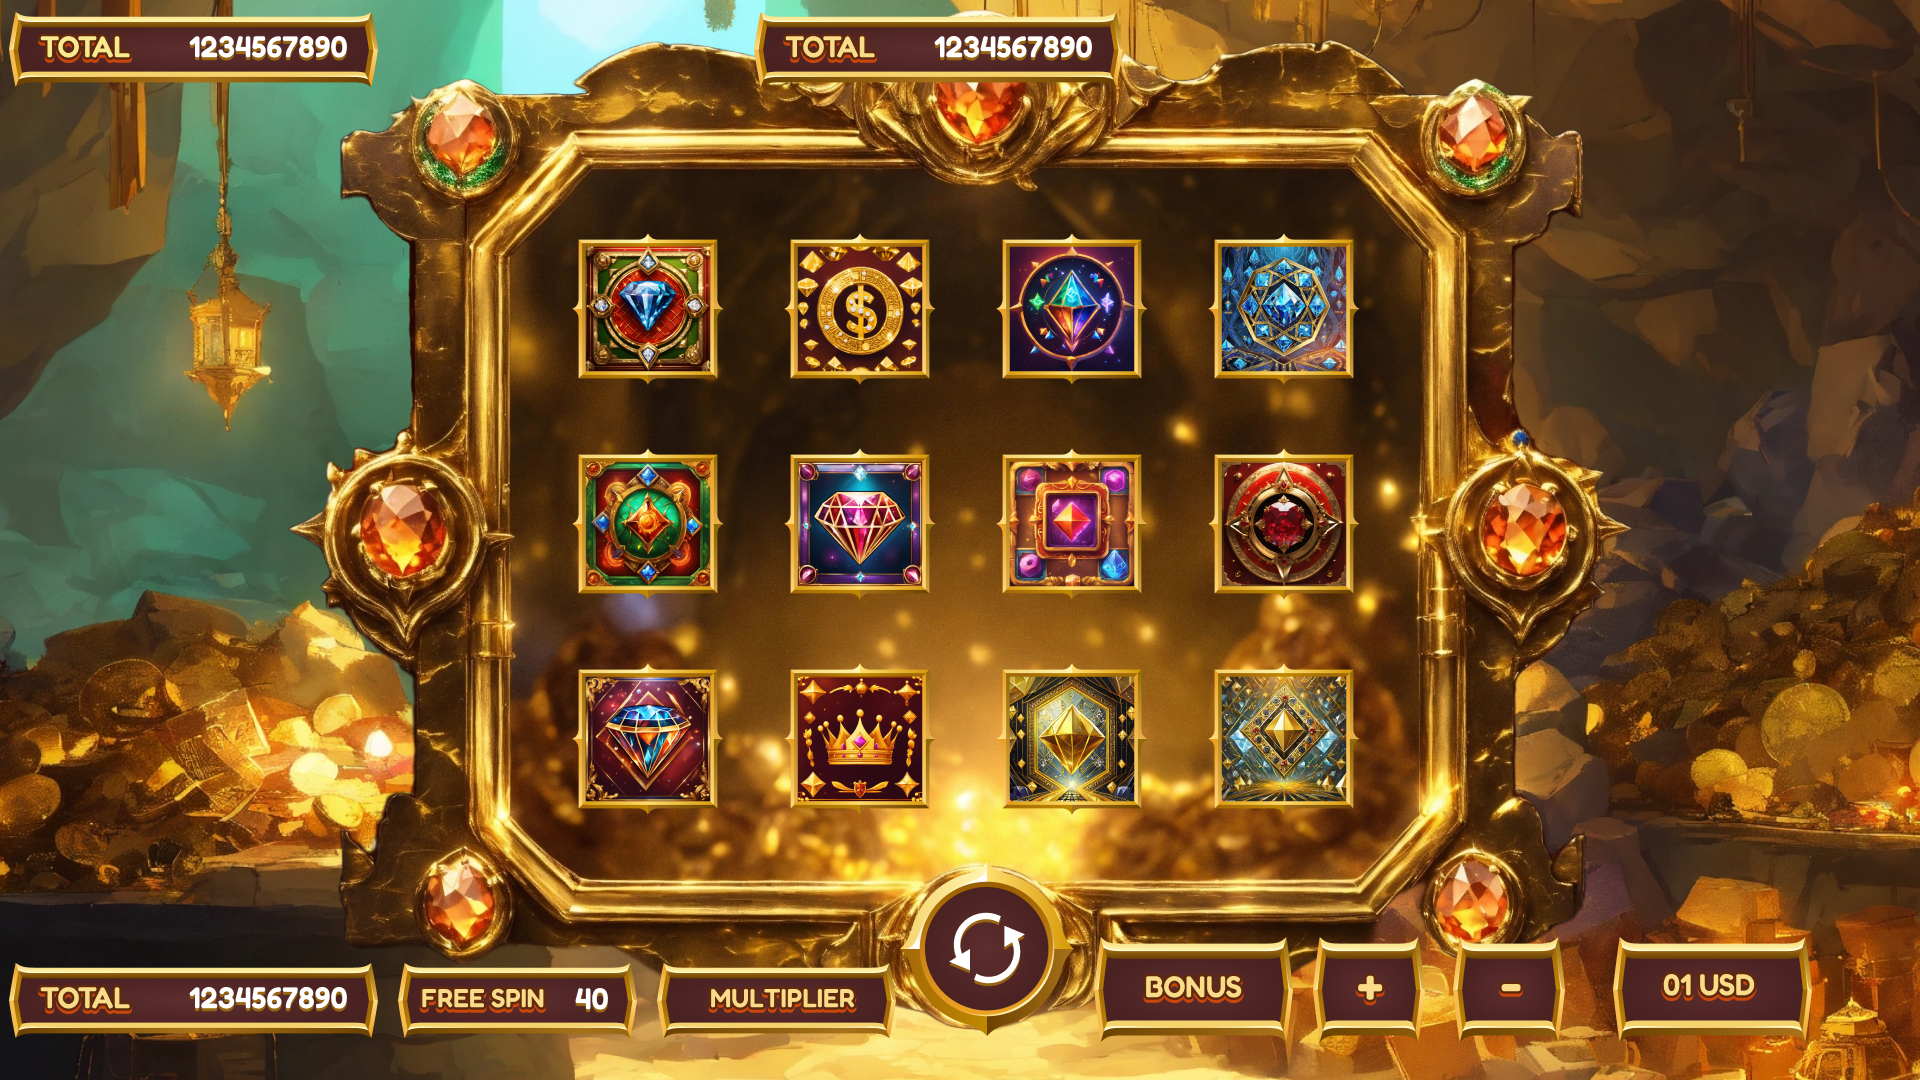 TOTAL 1234567890
TOTAL 1234567890
$
TOTAL 1234567890
FREE SPIN 40
MULTIPLIER
BONUS
+
-
01 USD